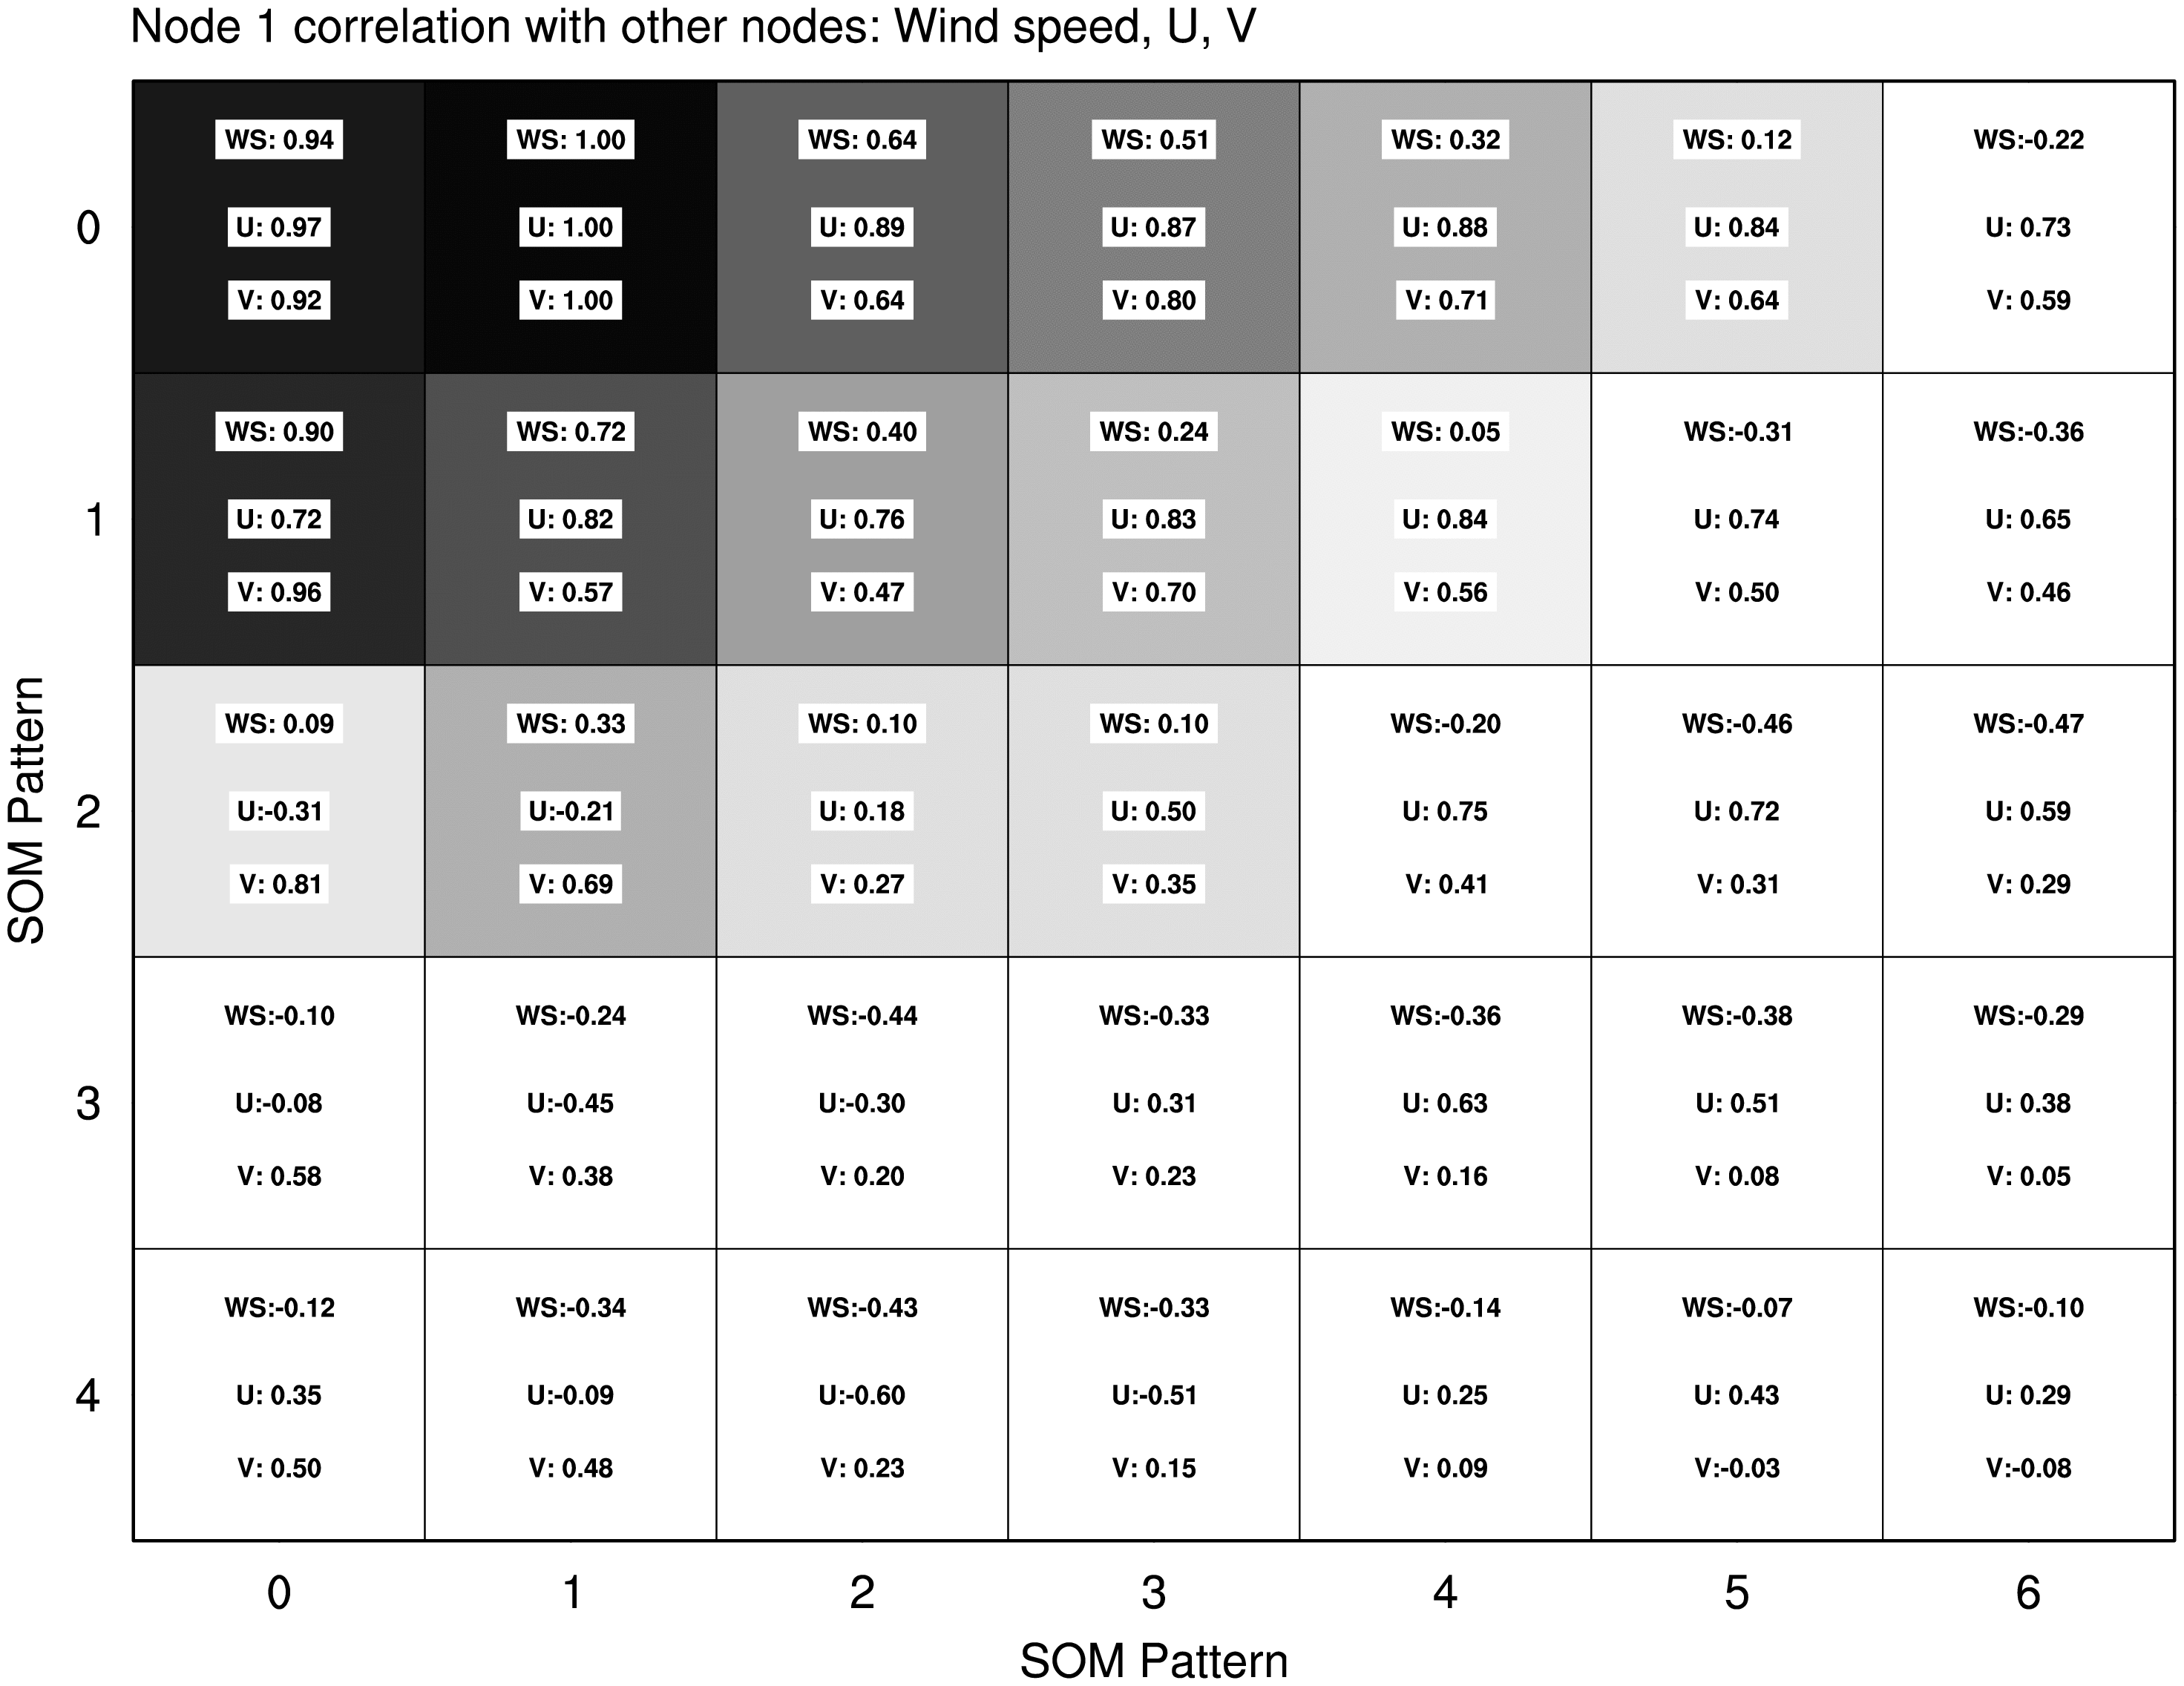 Node 1 correlation with other nodes: Wind speed, U, V
WS: 0.94 WS: 1.00 WS: 0.64 WS: 0.51 WS: 0.32 WS: 0.12 WS:-0.22
0 U: 0.97 U: 1.00 U: 0.89 U: 0.87 U: 0.88 U: 0.84 U: 0.73
V: 0.92 V: 1.00 V: 0.64 V: 0.80 V: 0.71 V: 0.64 V: 0.59
WS: 0.90 WS: 0.72 WS: 0.40 WS: 0.24 WS: 0.05 WS:-0.31 WS:-0.36
1 U: 0.72 U: 0.82 U: 0.76 U: 0.83 U: 0.84 U: 0.74 U: 0.65
V: 0.96 V: 0.57 V: 0.47 V: 0.70 V: 0.56 V: 0.50 V: 0.46
SOM Pattern
WS: 0.09 WS: 0.33 WS: 0.10 WS: 0.10 WS:-0.20 WS:-0.46 WS:-0.47
2 U:-0.31 U:-0.21 U: 0.18 U: 0.50 U: 0.75 U: 0.72 U: 0.59
V: 0.81 V: 0.69 V: 0.27 V: 0.35 V: 0.41 V: 0.31 V: 0.29
WS:-0.10 WS:-0.24 WS:-0.44 WS:-0.33 WS:-0.36 WS:-0.38 WS:-0.29
3 U:-0.08 U:-0.45 U:-0.30 U: 0.31 U: 0.63 U: 0.51 U: 0.38
V: 0.58 V: 0.38 V: 0.20 V: 0.23 V: 0.16 V: 0.08 V: 0.05
WS:-0.12 WS:-0.34 WS:-0.43 WS:-0.33 WS:-0.14 WS:-0.07 WS:-0.10
4 U: 0.35 U:-0.09 U:-0.60 U:-0.51 U: 0.25 U: 0.43 U: 0.29
V: 0.50 V: 0.48 V: 0.23 V: 0.15 V: 0.09 V:-0.03 V:-0.08
0 1 2 3 4 5 6
SOM Pattern